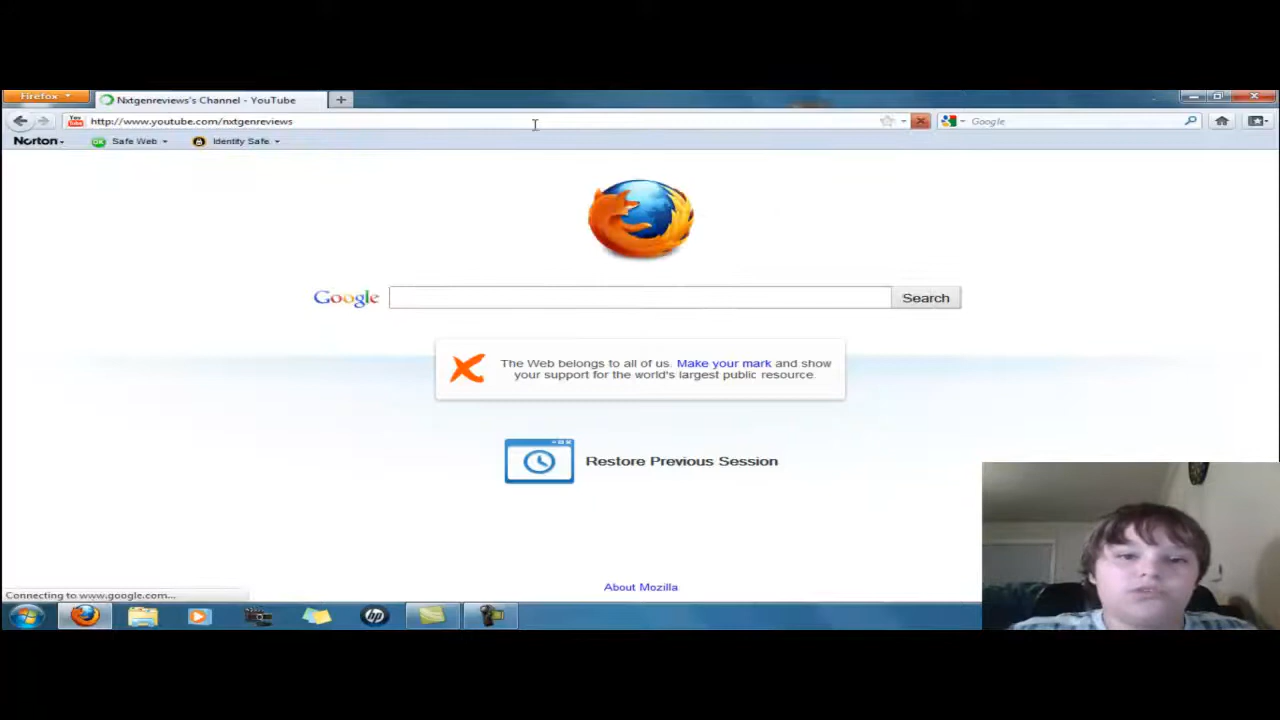 Firefox
Nxtgenreviews's Channel - YouTube
http://www.youtube.com/nxtgenreviews
Google
Norton
Safe Web
Identity Safe
Google
Search
The Web belongs to all of us. Make your mark and show
your support for the world's largest public resource
Restore Previous Session
About Mozilla
Connecting to www.google.com...
hp